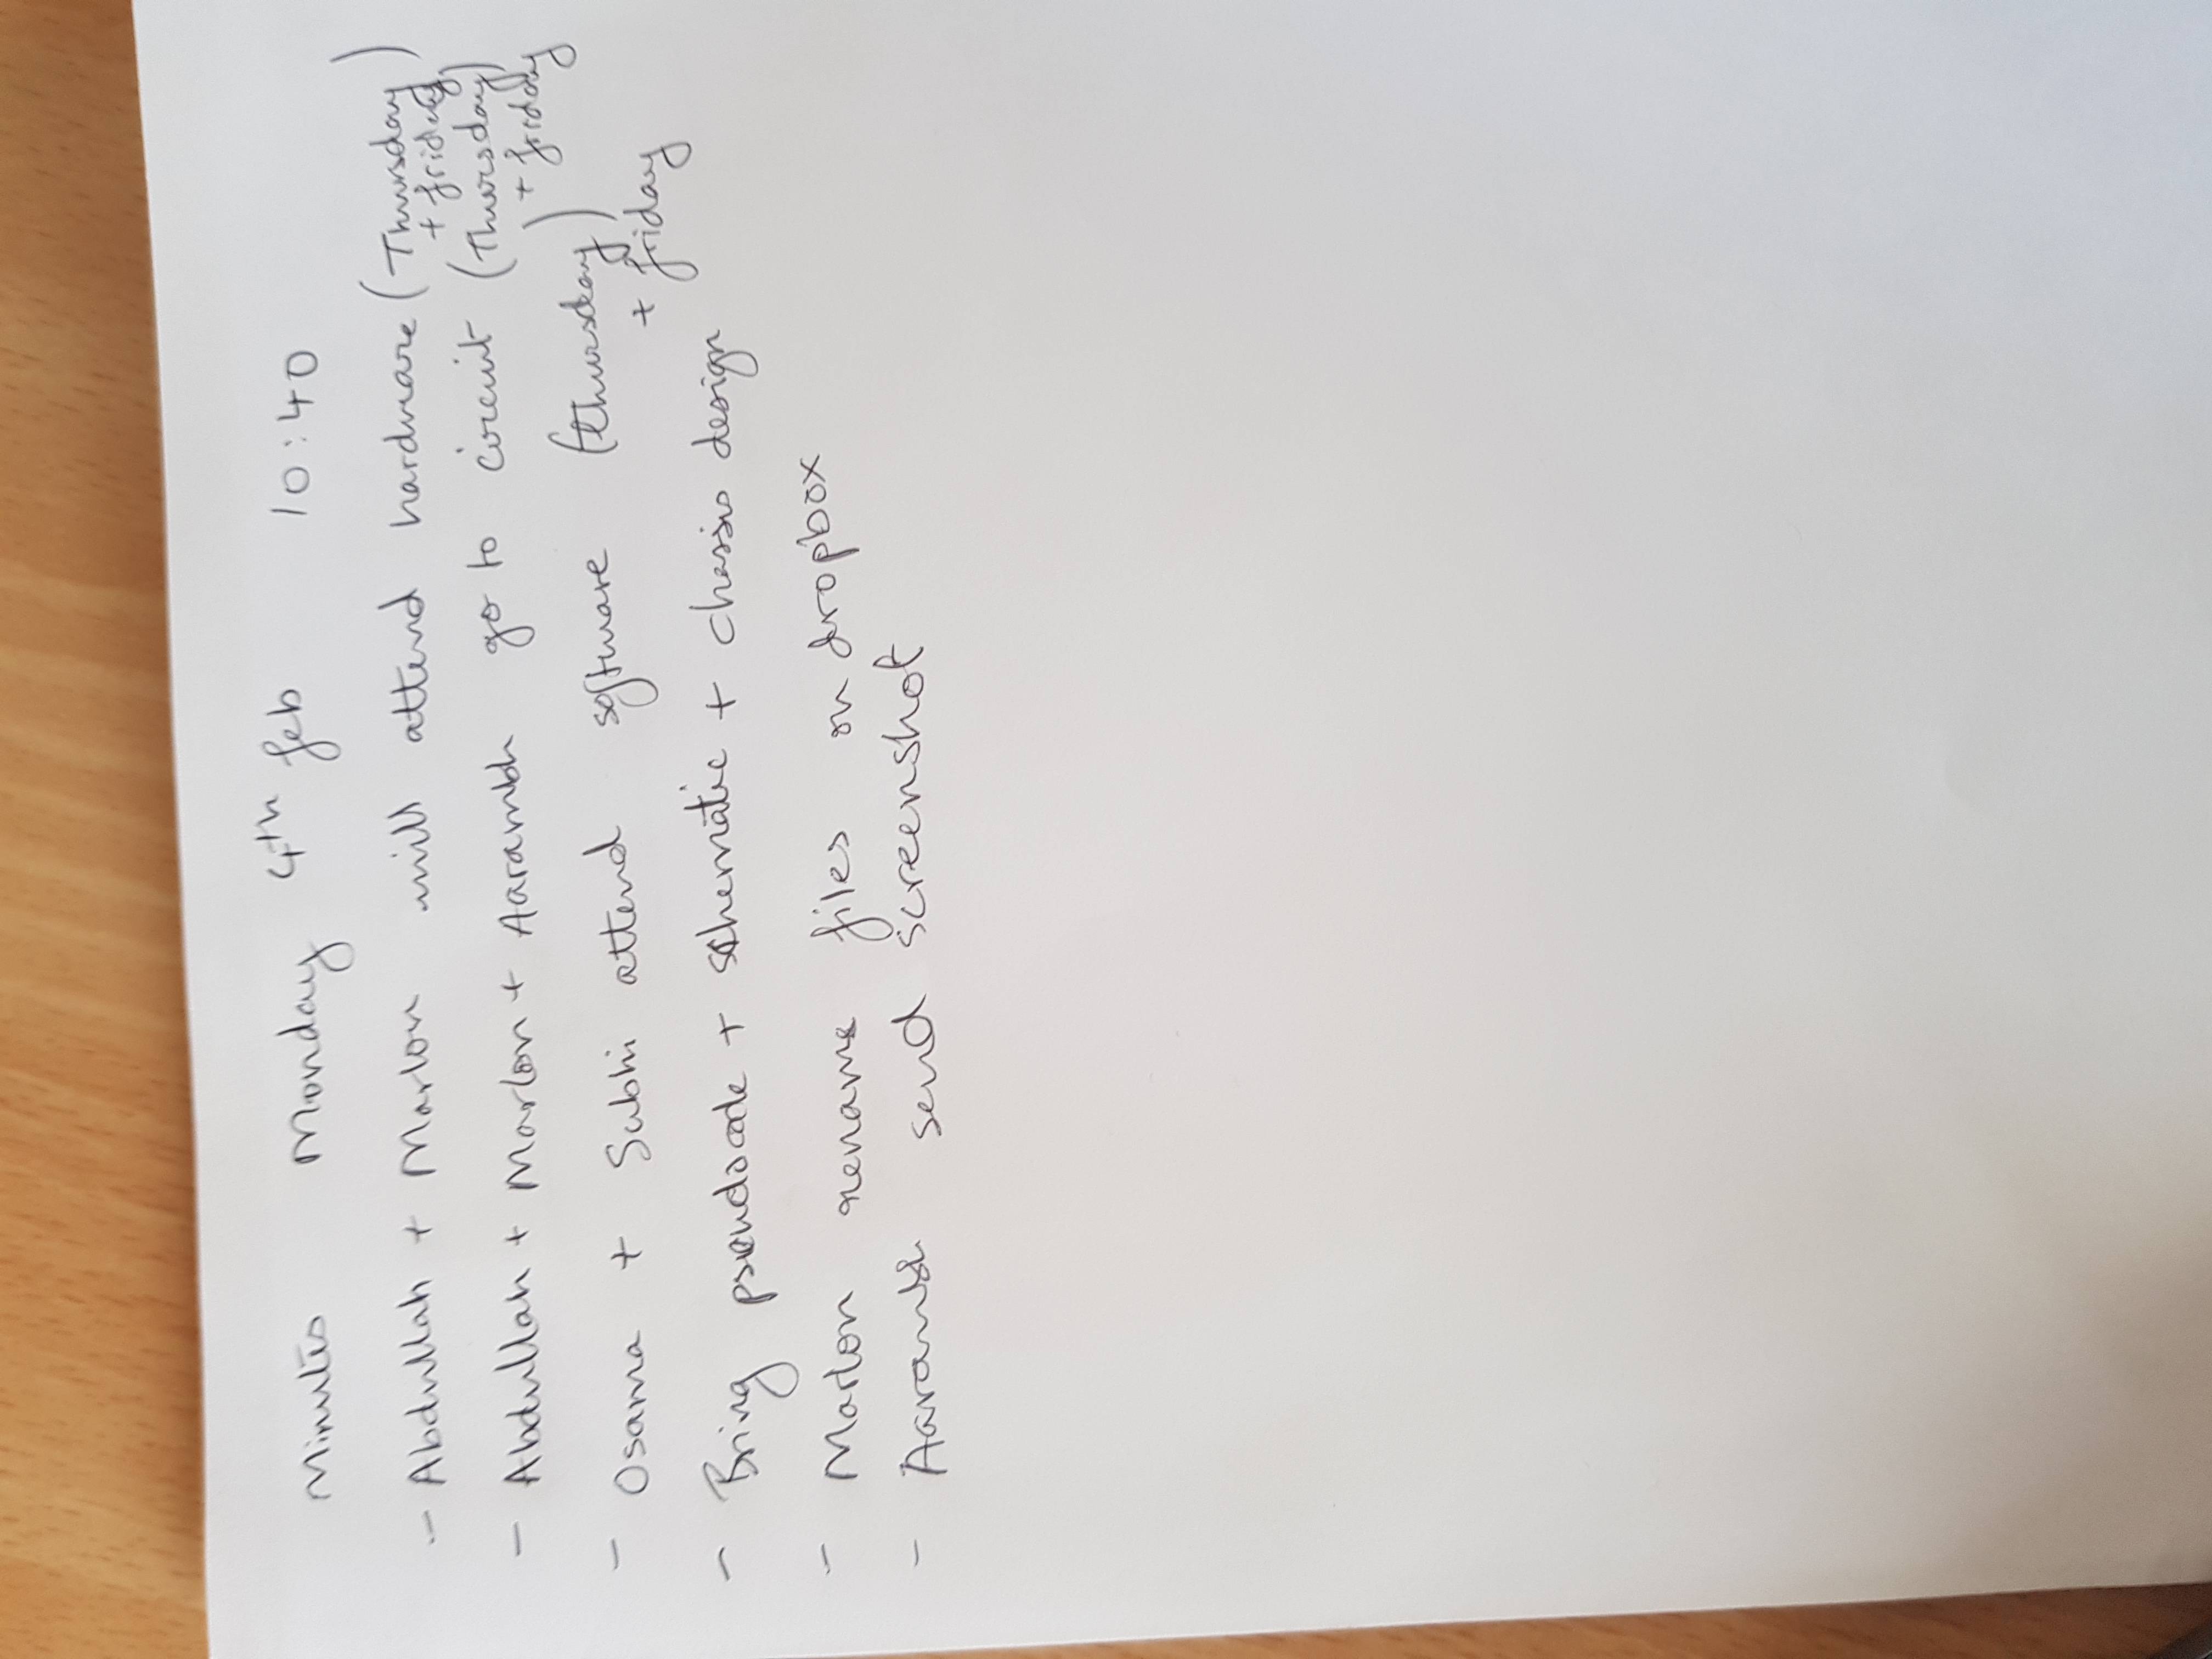 Minutes Monday 4th feb 10:40
- Abdullah + Marlon will attend hardware (Thursday)
+ friday
- Abdullah + Marlon + Aarambh go to circuit (Thursday)
+ friday
- Osama + Subhi attend software (thursday)
+ friday
- Bring pseudocode + schematic + chassis design
- Marlon rename files on dropbox
- Aarambh send screenshot